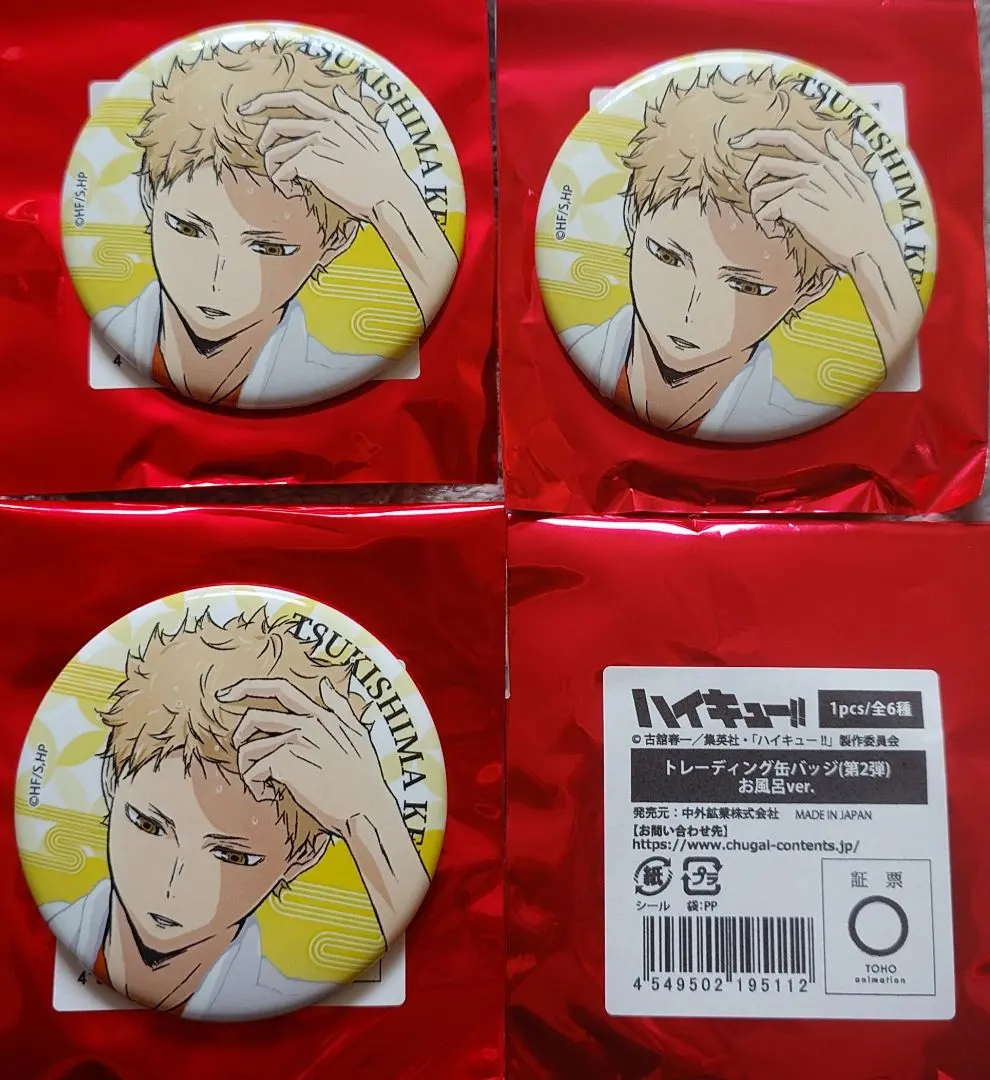 TSUKISHIMA KE
©HF/S,HP
4
TSUKISHIMA KE
©HF/S,HP
TSUKISHIMA KE
©HF/S,HP
4
ハイキュー!!
1pcs/全6種
© 古舘春一／集英社・「ハイキュー!!」製作委員会
トレーディング缶バッジ(第2弾)
お風呂ver.
発売元：中外鉱業株式会社 MADE IN JAPAN
【お問い合わせ先】
https://www.chugai-contents.jp/
紙 プラ
シール 袋:PP
4 549502 195112
証 票
TOHO
animation